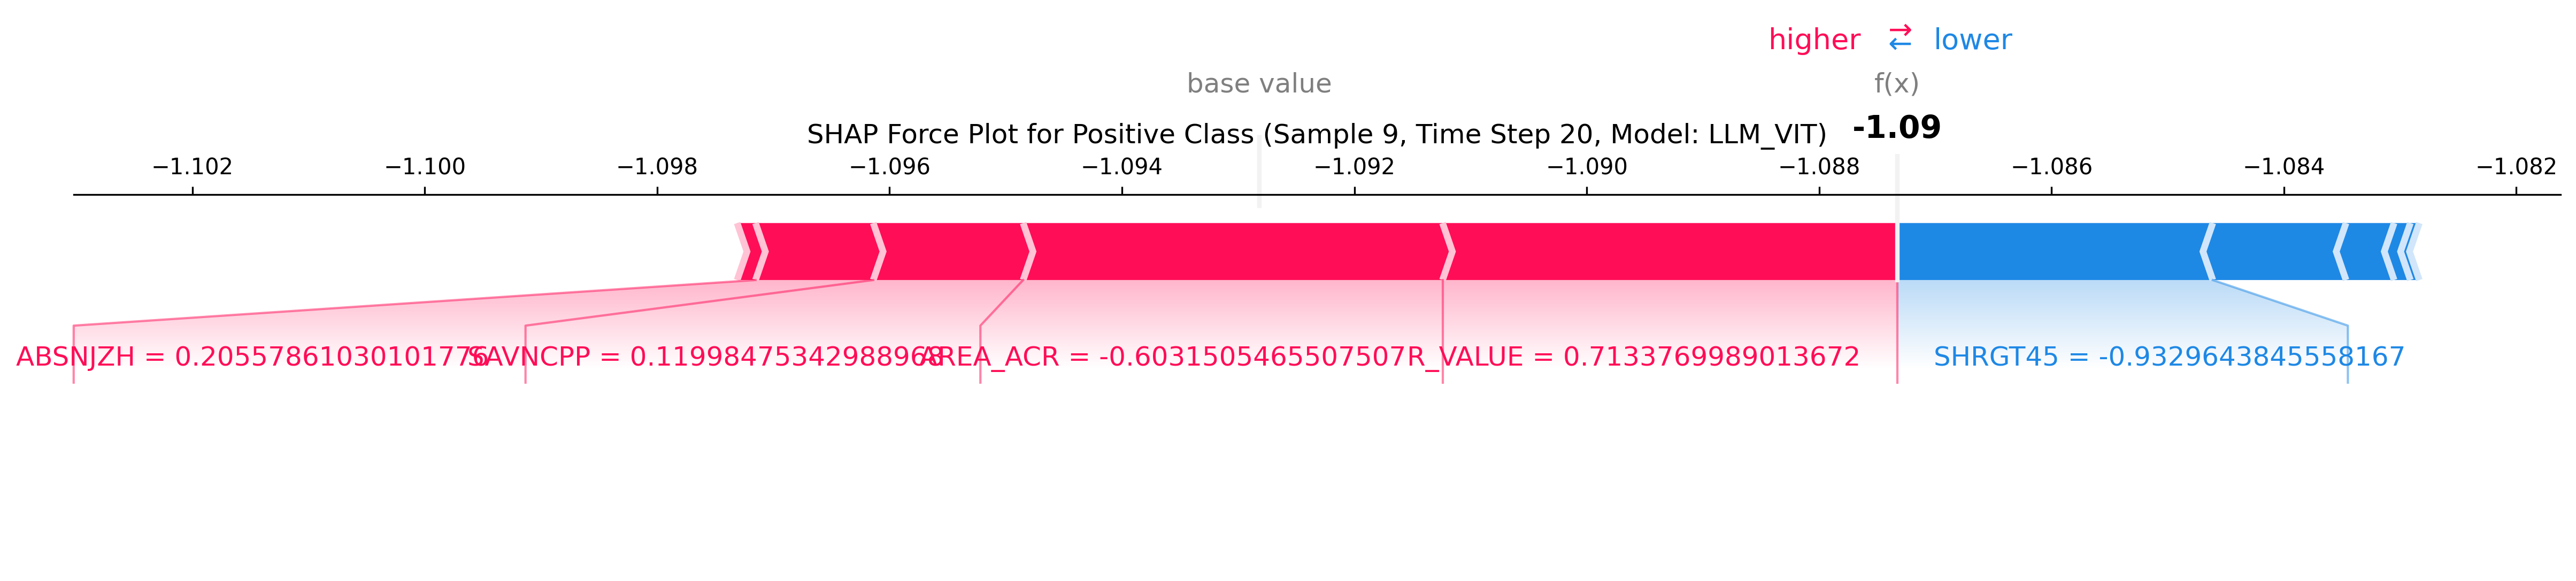 higher ⇄ lower
base value f(x)
SHAP Force Plot for Positive Class (Sample 9, Time Step 20, Model: LLM_VIT) -1.09
−1.102 −1.100 −1.098 −1.096 −1.094 −1.092 −1.090 −1.088 −1.086 −1.084 −1.082
ABSNJZH = 0.20557861030101776 SAVNCPP = 0.11998475342988968 AREA_ACR = -0.6031505465507507 R_VALUE = 0.7133769989013672 SHRGT45 = -0.9329643845558167